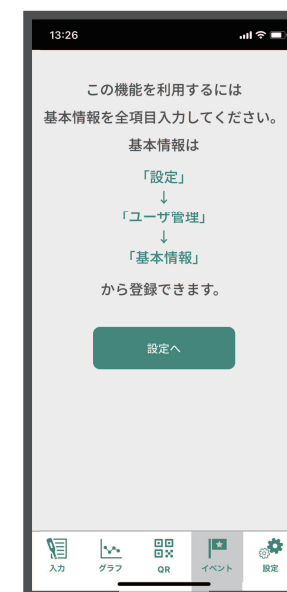 13:26
この機能を利用するには
基本情報を全項目入力してください。
基本情報は
「設定」
↓
「ユーザ管理」
↓
「基本情報」
から登録できます。
設定へ
入力
グラフ
QR
イベント
設定